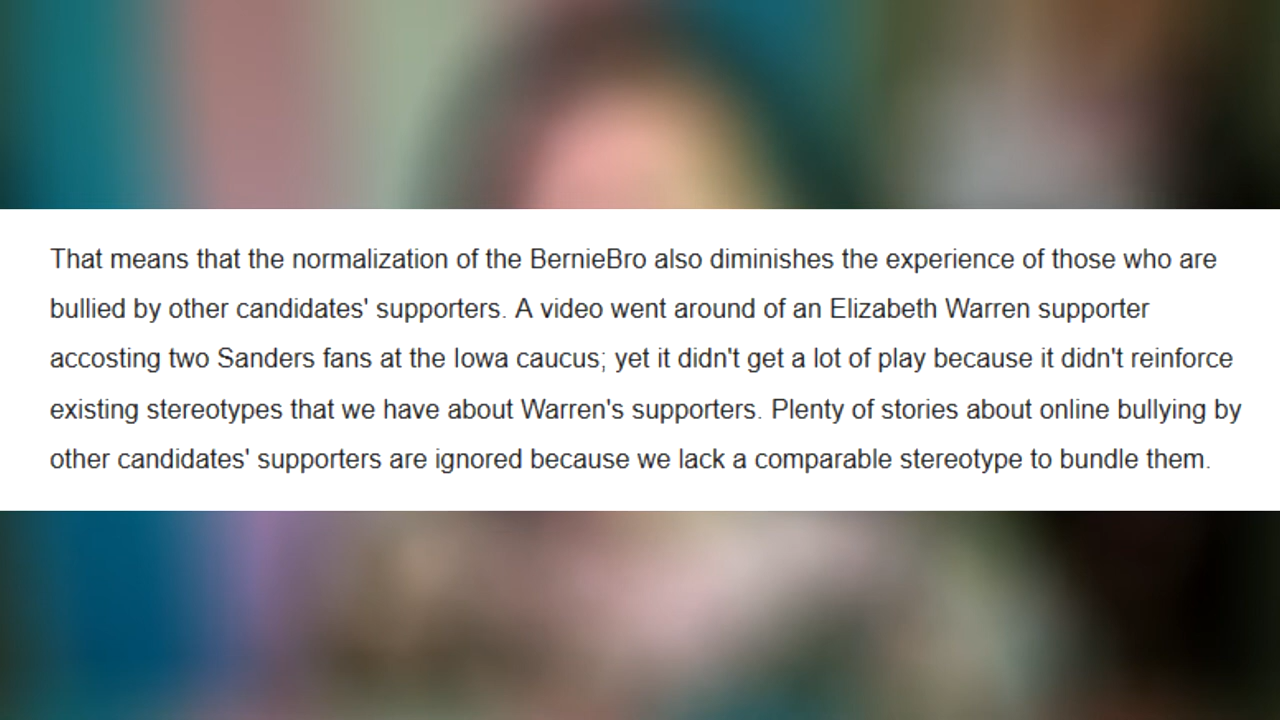 That means that the normalization of the BernieBro also diminishes the experience of those who are
bullied by other candidates' supporters. A video went around of an Elizabeth Warren supporter
accosting two Sanders fans at the Iowa caucus; yet it didn't get a lot of play because it didn't reinforce
existing stereotypes that we have about Warren's supporters. Plenty of stories about online bullying by
other candidates' supporters are ignored because we lack a comparable stereotype to bundle them.